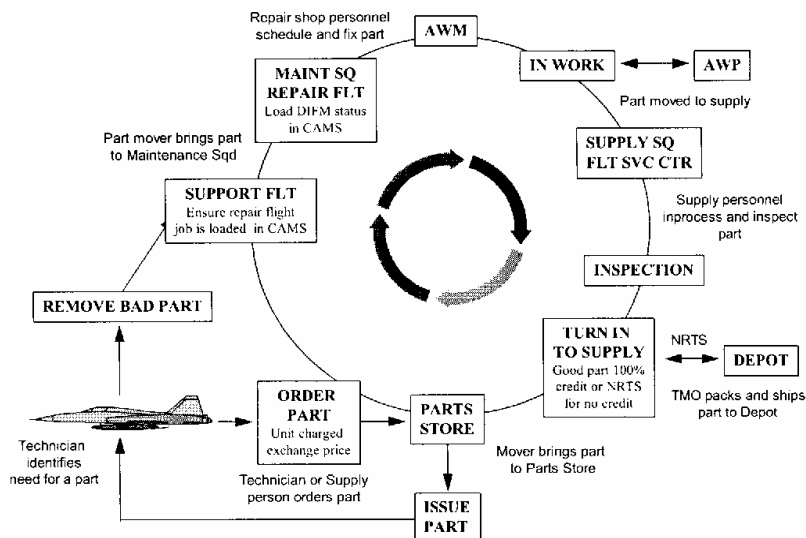 Repair shop personnel
schedule and fix part
AWM
MAINT SQ
REPAIR FLT
Load DIFM status
in CAMS
IN WORK
AWP
Part moved to supply
Part mover brings part
to Maintenance Sqd
SUPPLY SQ
FLT SVC CTR
SUPPORT FLT
Ensure repair flight
job is loaded in CAMS
Supply personnel
inprocess and inspect
part
INSPECTION
REMOVE BAD PART
TURN IN
TO SUPPLY
Good part 100%
credit or NRTS
for no credit
NRTS
DEPOT
TMO packs and ships
part to Depot
ORDER
PART
Unit charged
exchange price
PARTS
STORE
Technician
identifies
need for a part
Mover brings part
to Parts Store
Technician or Supply
person orders part
ISSUE
PART